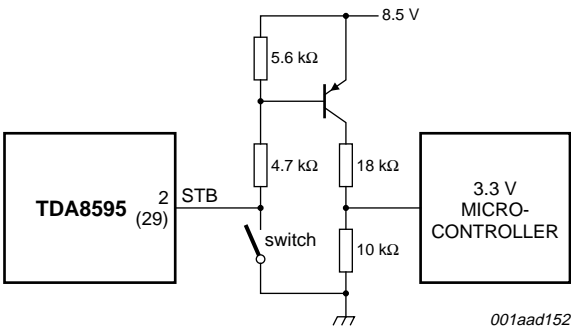 8.5 V
5.6 kΩ
4.7 kΩ
18 kΩ
TDA8595
2
(29)
STB
3.3 V
MICRO-
CONTROLLER
switch
10 kΩ
001aad152